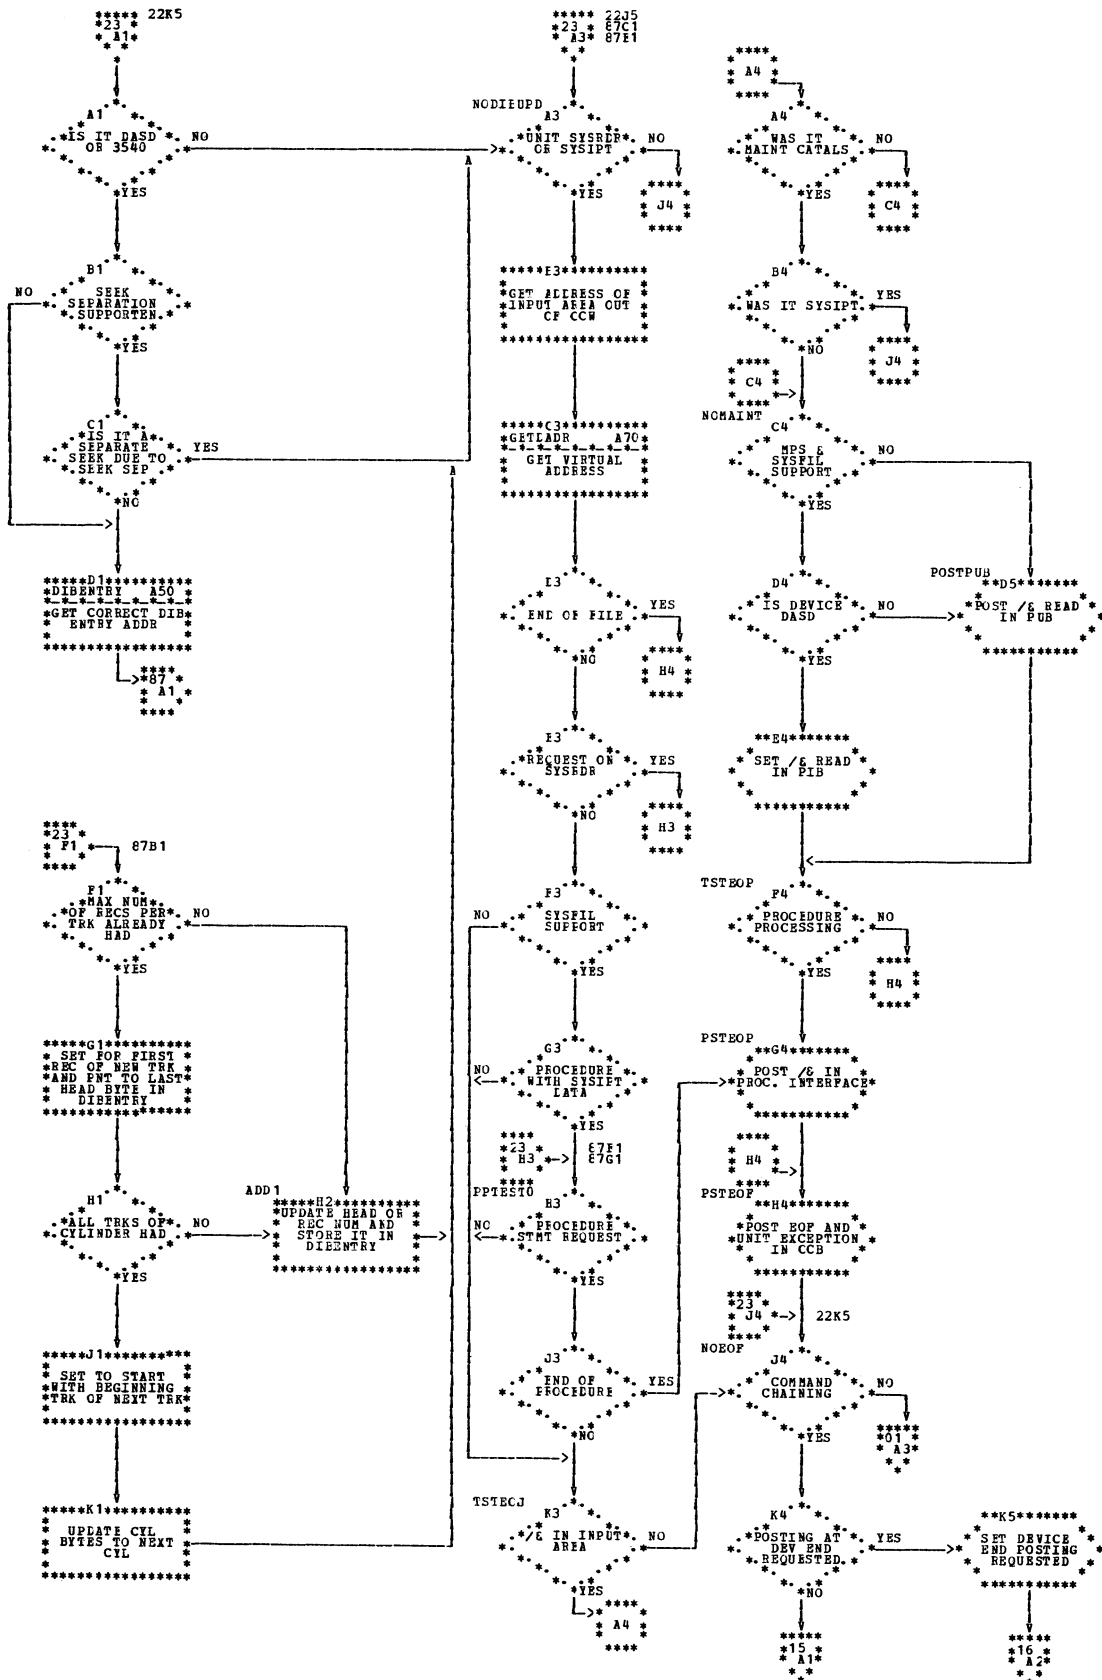 23 A1
22K5
A1
IS IT DASD
OR 3540
NO
YES
B1
SEEK
SEPARATION
SUPPORTEN
NO
YES
C1
IS IT A
SEPARATE
SEEK DUE TO
SEEK SEP
YES
NO
D1
DIBENTRY A50
GET CORRECT DIB
ENTRY ADDR
87 A1
23 F1
87B1
F1
MAX NUM
OF RECS PER
TRK ALREADY
HAD
NO
YES
G1
SET FOR FIRST
REC OF NEW TRK
AND PNT TO LAST
HEAD BYTE IN
DIBENTRY
H1
ALL TRKS OF
CYLINDER HAD
NO
YES
ADD1
H2
UPDATE HEAD OR
REC NUM AND
STORE IT IN
DIBENTRY
J1
SET TO START
WITH BEGINNING
TRK OF NEXT TRK
K1
UPDATE CYL
BYTES TO NEXT
CYL
23 A3
22J5
87C1
87E1
A3
UNIT SYSRDR
OR SYSIPT
NO
J4
YES
B3
GET ADDRESS OF
INPUT AREA OUT
OF CCW
C3
A70
GET VIRTUAL
ADDRESS
D3
END OF FILE
YES
H4
NO
E3
REQUEST ON
SYSRDR
YES
H3
NO
F3
SYSFIL
SUPPORT
NO
YES
G3
PROCEDURE
WITH SYSIPT
DATA
NO
YES
23 H3
87F1
87G1
PPTEST0
H3
PROCEDURE
STMT REQUEST
NO
YES
J3
END OF
PROCEDURE
YES
NO
TSTEOJ
K3
/& IN INPUT
AREA
NO
YES
A4
A4
A4
WAS IT
MAINT CATALS
NO
C4
YES
B4
WAS IT SYSIPT
YES
J4
NO
C4
NOMAINT
C4
MPS &
SYSFIL
SUPPORT
NO
YES
D4
IS DEVICE
DASD
NO
YES
POSTPUB
D5
POST /& READ
IN PUB
E4
SET /& READ
IN PIB
TSTEOP
F4
PROCEDURE
PROCESSING
NO
H4
YES
PSTEOP
G4
POST /& IN
PROC. INTERFACE
H4
PSTEOF
H4
POST EOF AND
UNIT EXCEPTION
IN CCB
23 J4
22K5
NOEOF
J4
COMMAND
CHAINING
NO
01 A3
YES
K4
POSTING AT
DEV END
REQUESTED
YES
NO
K5
SET DEVICE
END POSTING
REQUESTED
15 A1
16 A2